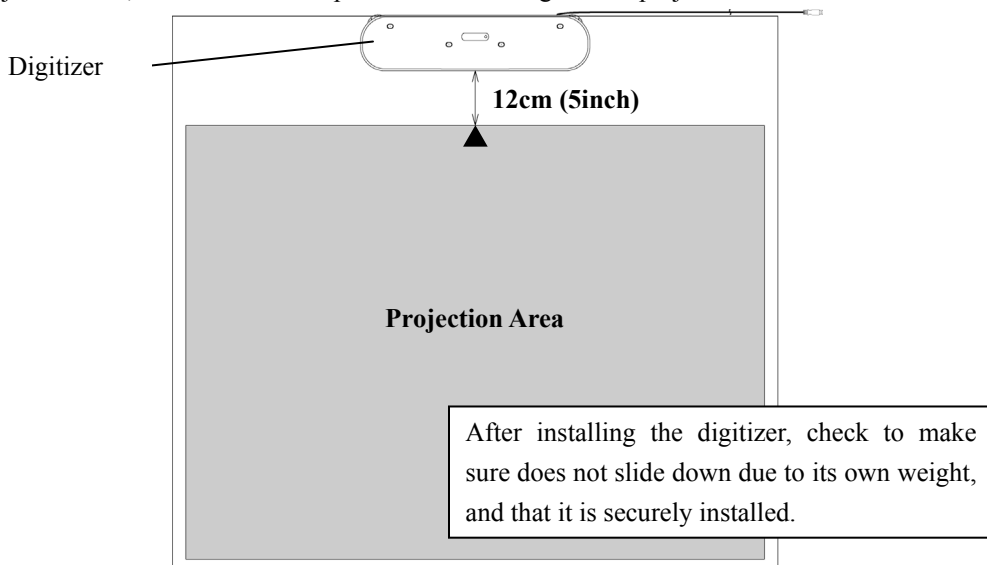 Digitizer
12cm (5inch)
Projection Area
After installing the digitizer, check to make
sure does not slide down due to its own weight,
and that it is securely installed.